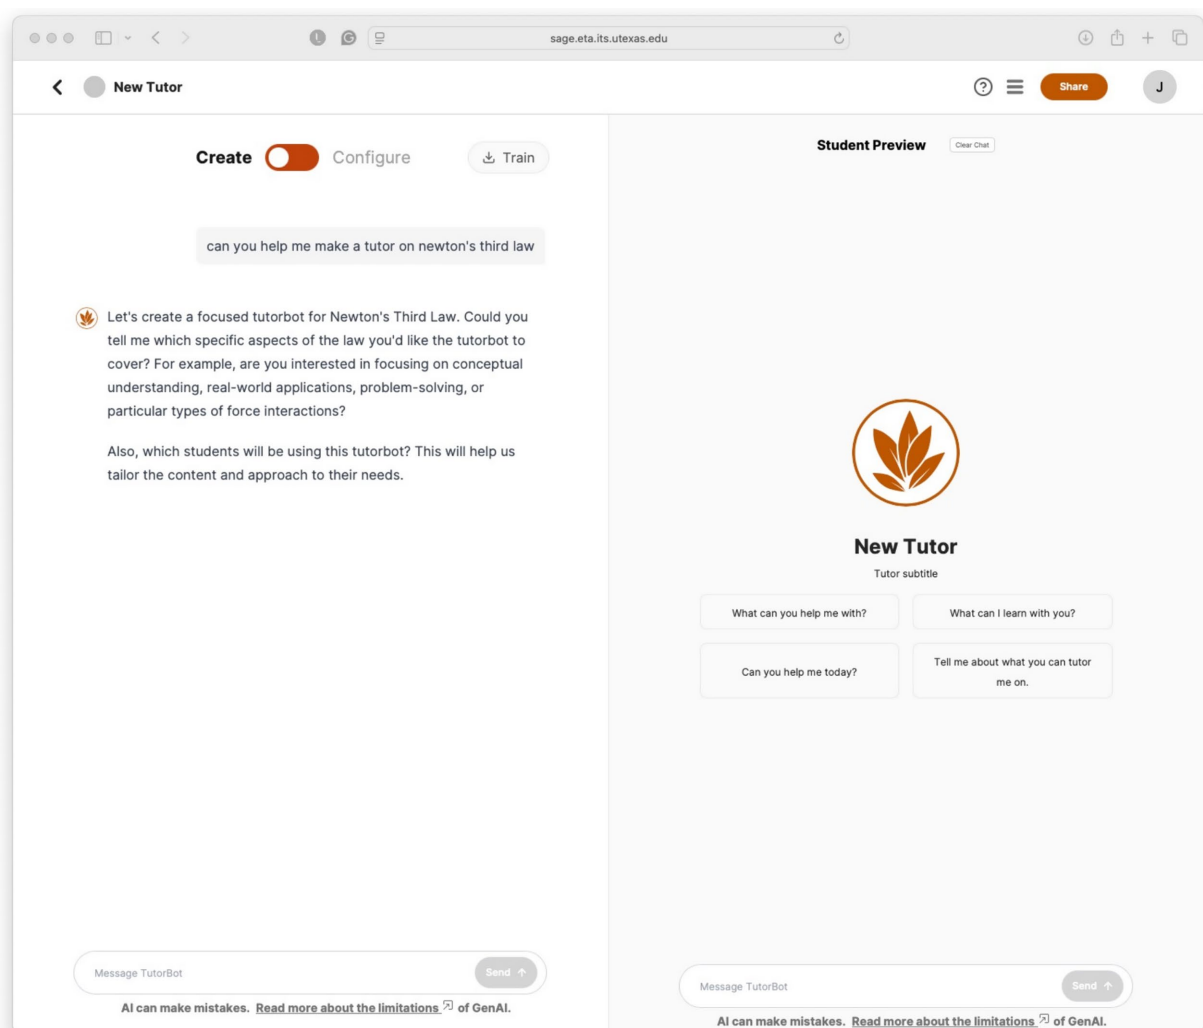 sage.eta.its.utexas.edu
New Tutor
Share
J
Create
Configure
Train
can you help me make a tutor on newton's third law
Let's create a focused tutorbot for Newton's Third Law. Could you
tell me which specific aspects of the law you'd like the tutorbot to
cover? For example, are you interested in focusing on conceptual
understanding, real-world applications, problem-solving, or
particular types of force interactions?
Also, which students will be using this tutorbot? This will help us
tailor the content and approach to their needs.
Message TutorBot
Send
AI can make mistakes. Read more about the limitations of GenAI.
Student Preview
Clear Chat
New Tutor
Tutor subtitle
What can you help me with?
What can I learn with you?
Can you help me today?
Tell me about what you can tutor
me on.
Message TutorBot
Send
AI can make mistakes. Read more about the limitations of GenAI.